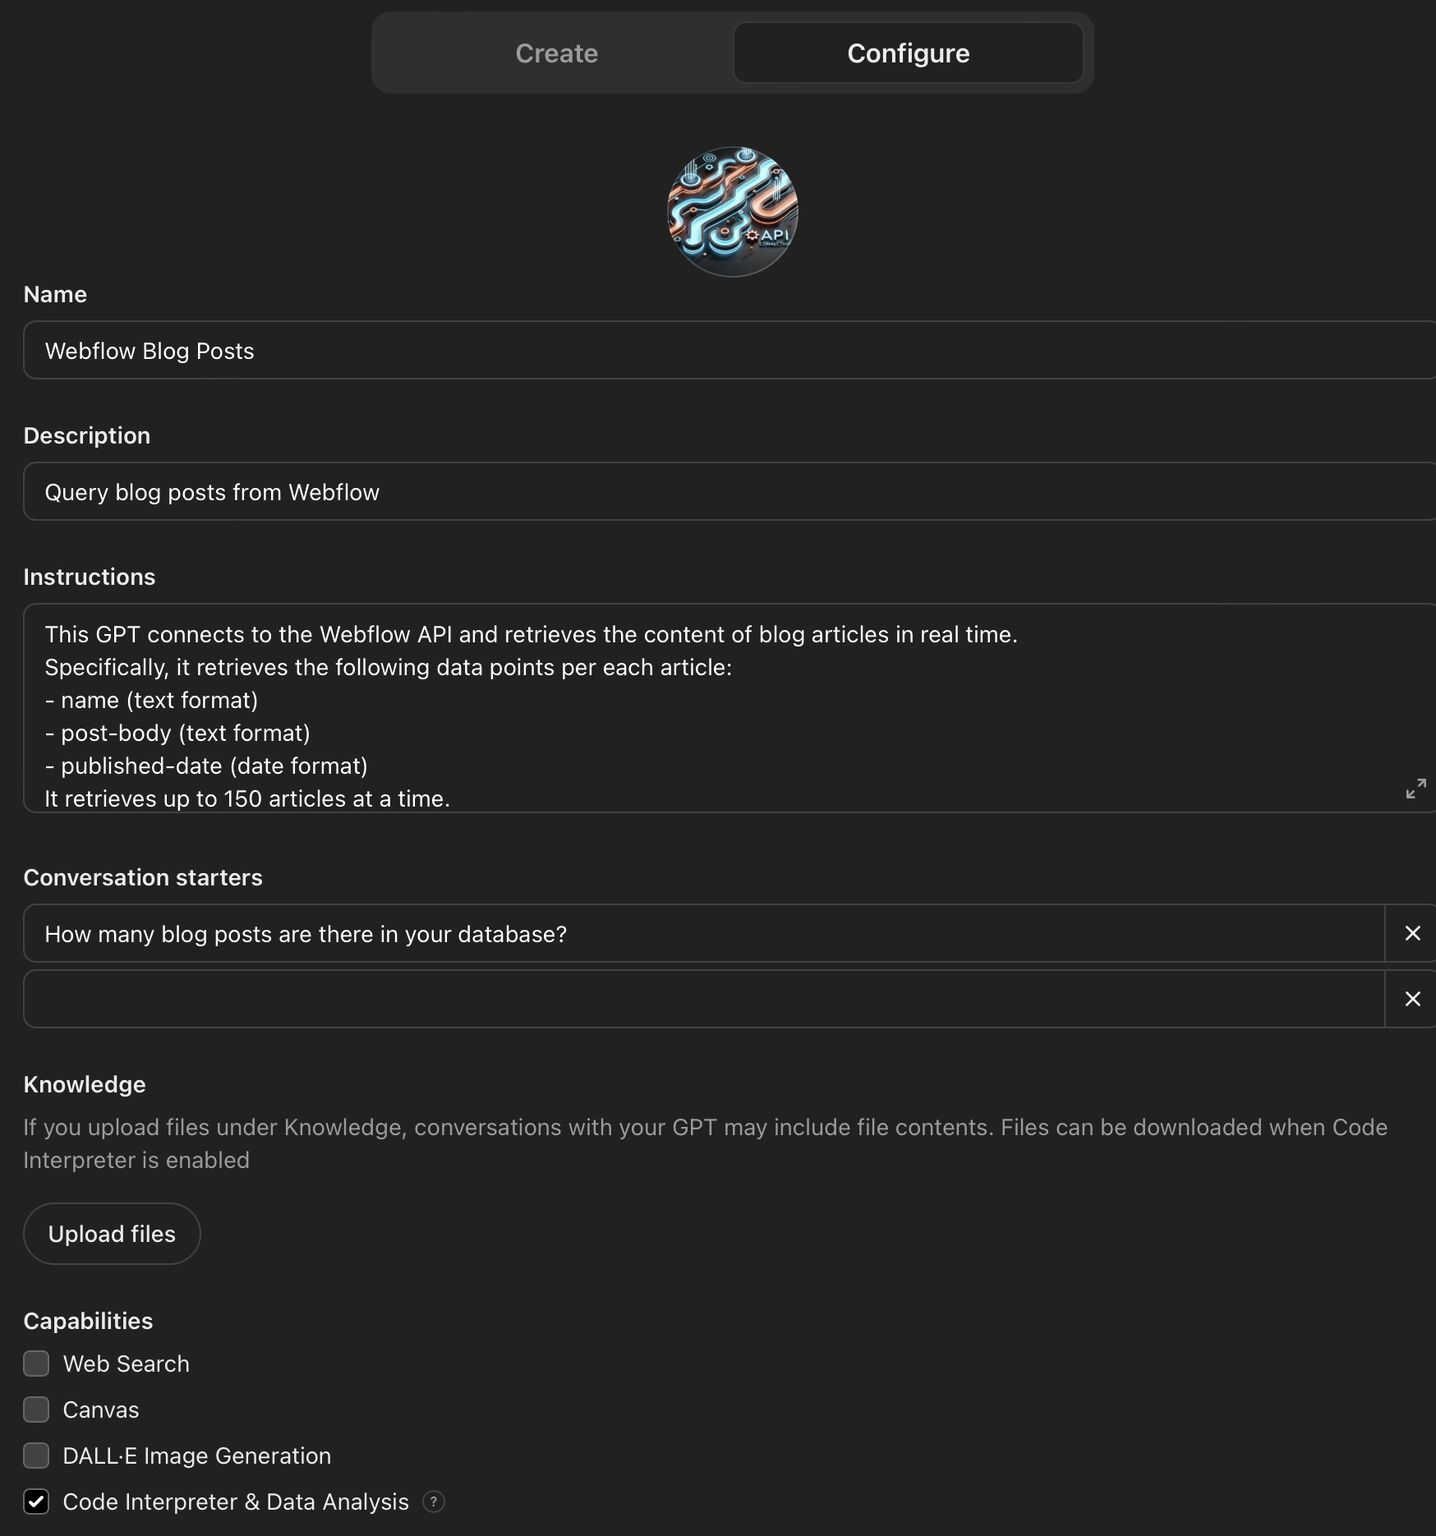 Create
Configure
API
Name
Webflow Blog Posts
Description
Query blog posts from Webflow
Instructions
This GPT connects to the Webflow API and retrieves the content of blog articles in real time.
Specifically, it retrieves the following data points per each article:
- name (text format)
- post-body (text format)
- published-date (date format)
It retrieves up to 150 articles at a time.
Conversation starters
How many blog posts are there in your database?
Knowledge
If you upload files under Knowledge, conversations with your GPT may include file contents. Files can be downloaded when Code
Interpreter is enabled
Upload files
Capabilities
Web Search
Canvas
DALL·E Image Generation
Code Interpreter & Data Analysis ?